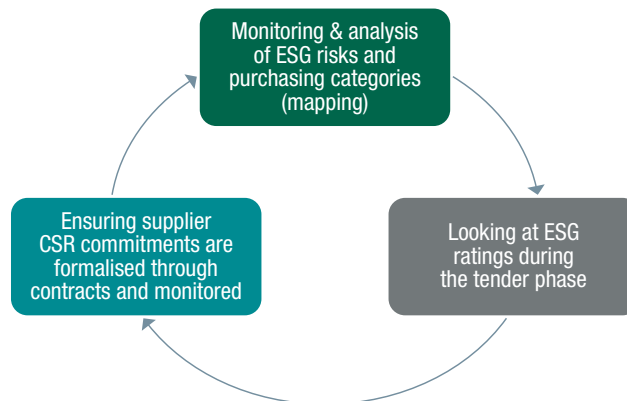 Monitoring & analysis
of ESG risks and
purchasing categories
(mapping)
Ensuring supplier
CSR commitments are
formalised through
contracts and monitored
Looking at ESG
ratings during
the tender phase